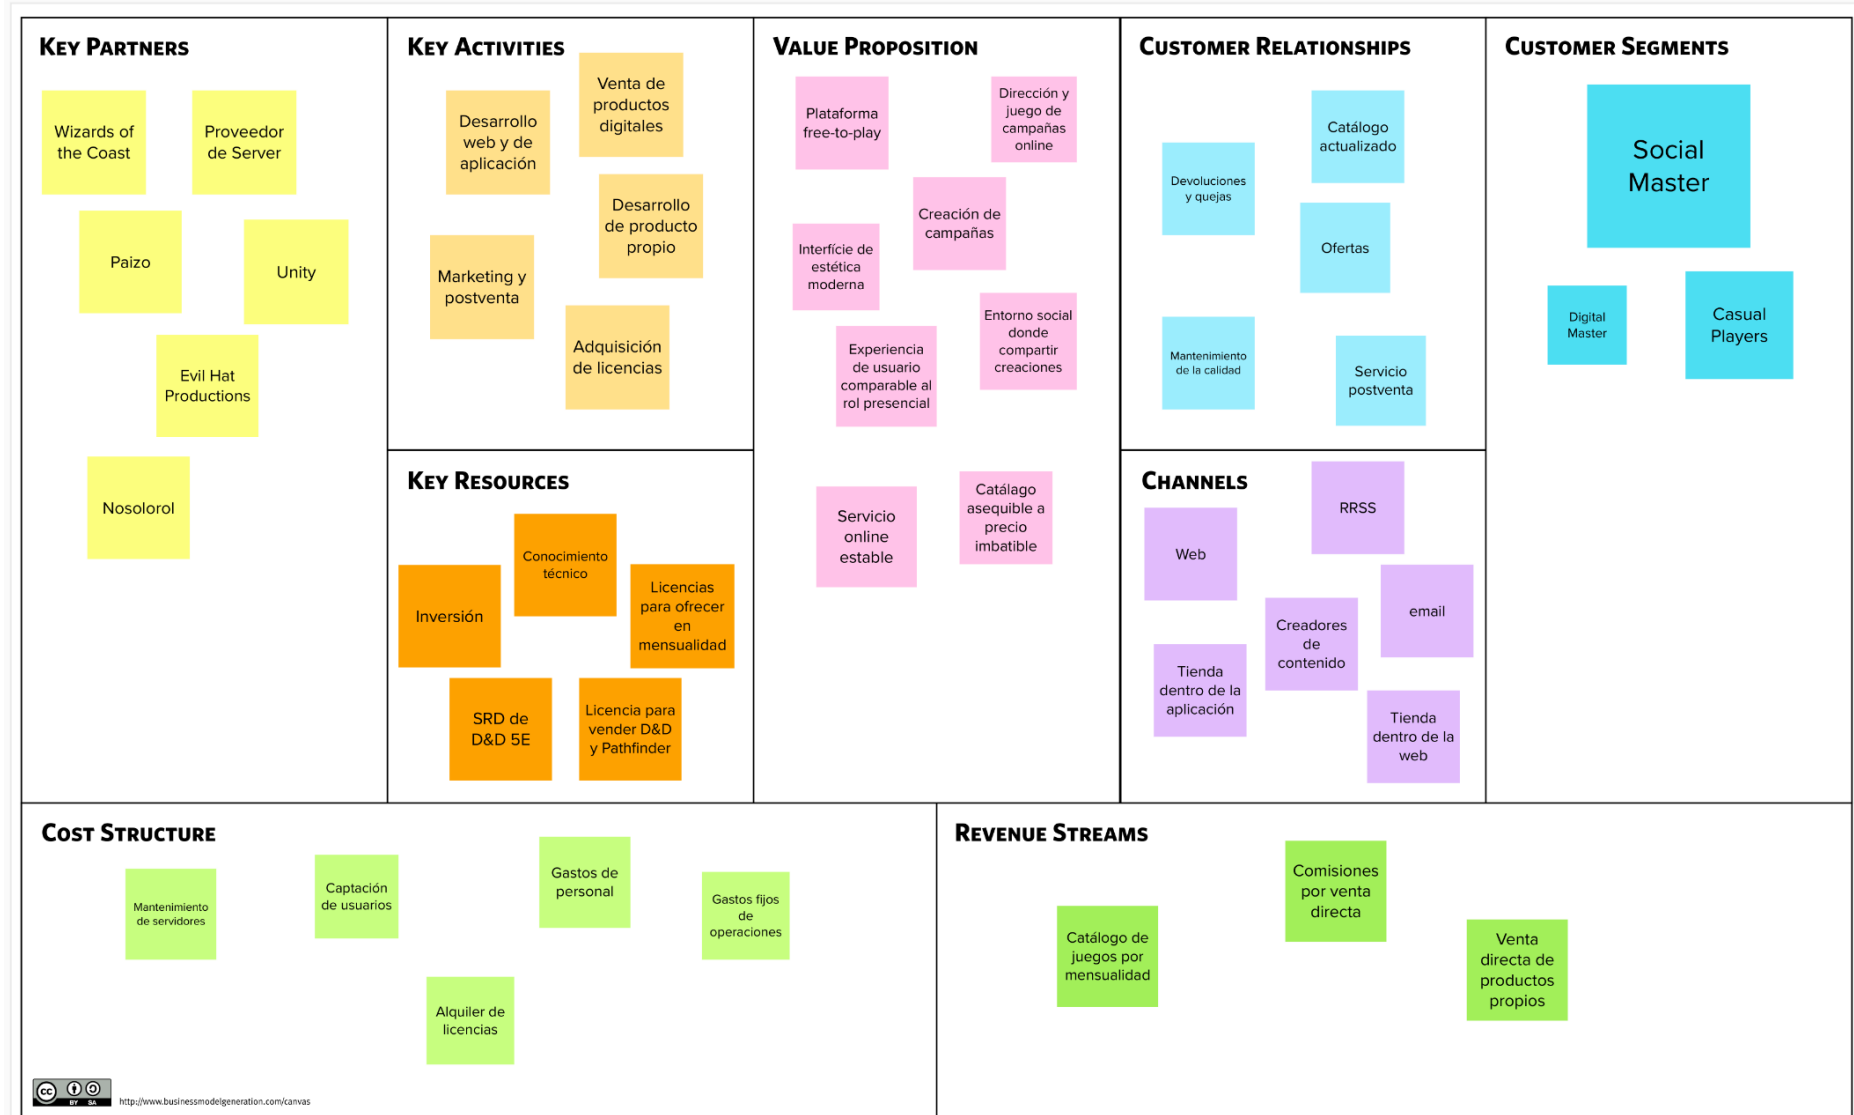 KEY PARTNERS
Wizards of
the Coast
Proveedor
de Server
Paizo
Unity
Evil Hat
Productions
Nosolorol
KEY ACTIVITIES
Venta de
productos
digitales
Desarrollo
web y de
aplicación
Desarrollo
de producto
propio
Marketing y
postventa
Adquisición
de licencias
KEY RESOURCES
Conocimiento
técnico
Inversión
Licencias
para ofrecer
en
mensualidad
SRD de
D&D 5E
Licencia para
vender D&D
y Pathfinder
VALUE PROPOSITION
Plataforma
free-to-play
Dirección y
juego de
campañas
online
Creación de
campañas
Interfície de
estética
moderna
Entorno social
donde
compartir
creaciones
Experiencia
de usuario
comparable al
rol presencial
Servicio
online
estable
Catálago
asequible a
precio
imbatible
CUSTOMER RELATIONSHIPS
Catálogo
actualizado
Devoluciones
y quejas
Ofertas
Mantenimiento
de la calidad
Servicio
postventa
CHANNELS
RRSS
Web
email
Creadores
de
contenido
Tienda
dentro de la
aplicación
Tienda
dentro de la
web
CUSTOMER SEGMENTS
Social
Master
Digital
Master
Casual
Players
COST STRUCTURE
Mantenimiento
de servidores
Captación
de usuarios
Gastos de
personal
Gastos fijos
de
operaciones
Alquiler de
licencias
REVENUE STREAMS
Comisiones
por venta
directa
Catálogo de
juegos por
mensualidad
Venta
directa de
productos
propios
cc
BY SA
http://www.businessmodelgeneration.com/canvas